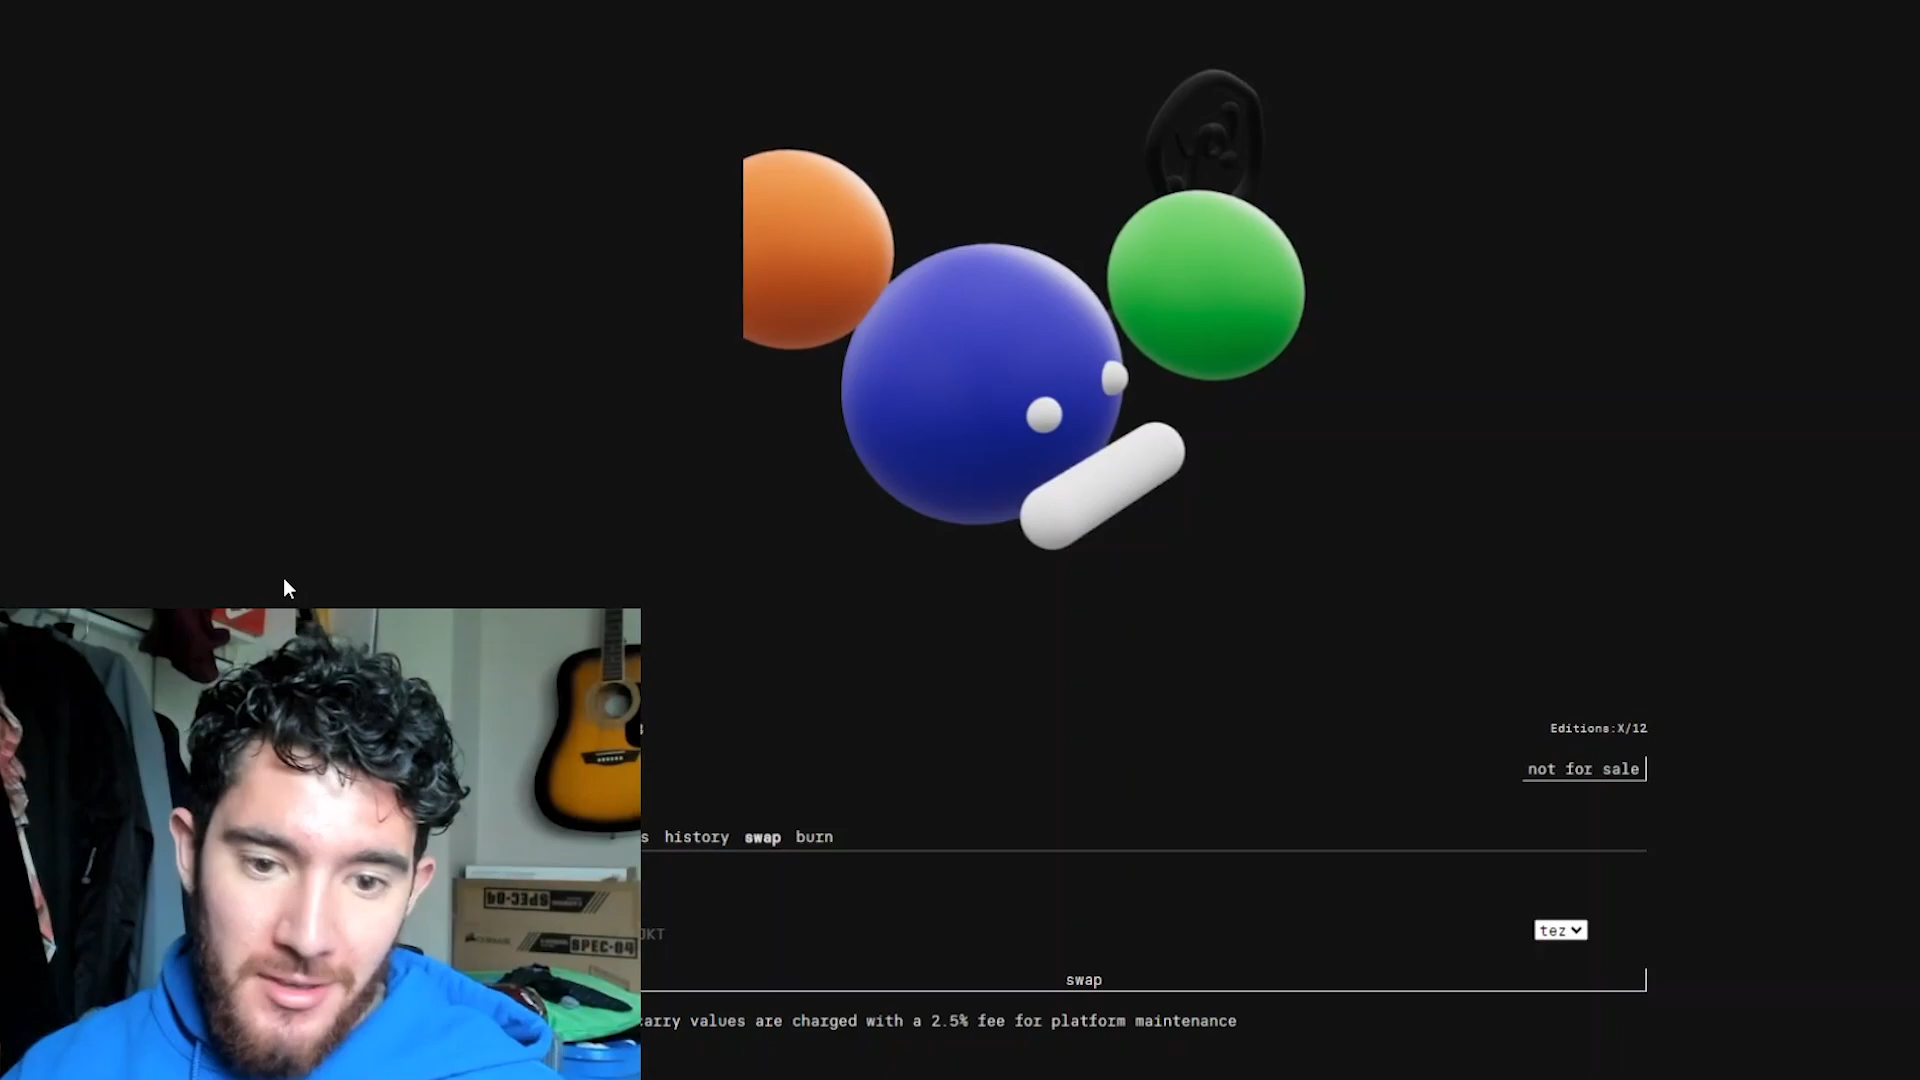 Editions:X/12
not for sale
history swap burn
tez
swap
arry values are charged with a 2.5% fee for platform maintenance
SPEC-04
SPEC-04